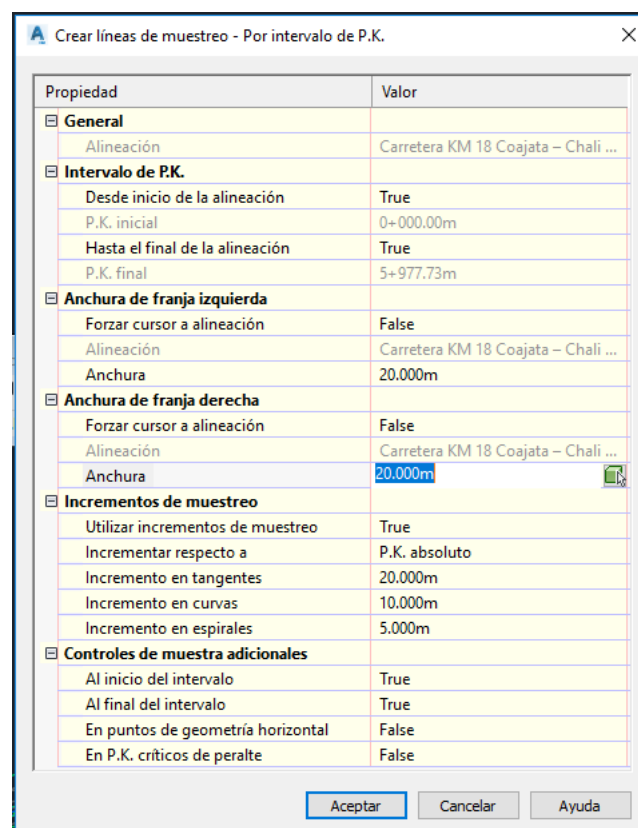 Crear líneas de muestreo - Por intervalo de P.K.
Propiedad Valor
General
Alineación Carretera KM 18 Coajata – Chali ...
Intervalo de P.K.
Desde inicio de la alineación True
P.K. inicial 0+000.00m
Hasta el final de la alineación True
P.K. final 5+977.73m
Anchura de franja izquierda
Forzar cursor a alineación False
Alineación Carretera KM 18 Coajata – Chali ...
Anchura 20.000m
Anchura de franja derecha
Forzar cursor a alineación False
Alineación Carretera KM 18 Coajata – Chali ...
Anchura 20.000m
Incrementos de muestreo
Utilizar incrementos de muestreo True
Incrementar respecto a P.K. absoluto
Incremento en tangentes 20.000m
Incremento en curvas 10.000m
Incremento en espirales 5.000m
Controles de muestra adicionales
Al inicio del intervalo True
Al final del intervalo True
En puntos de geometría horizontal False
En P.K. críticos de peralte False
Aceptar Cancelar Ayuda